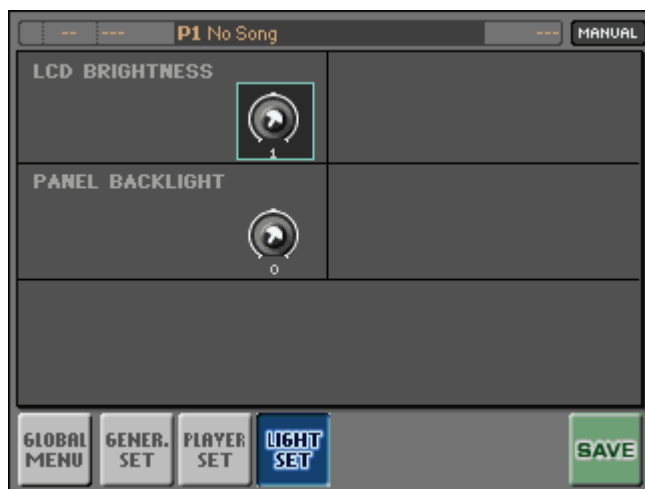 -- --- P1 No Song --- MANUAL
LCD BRIGHTNESS
1
PANEL BACKLIGHT
0
GLOBAL MENU
GENER. SET
PLAYER SET
LIGHT SET
SAVE